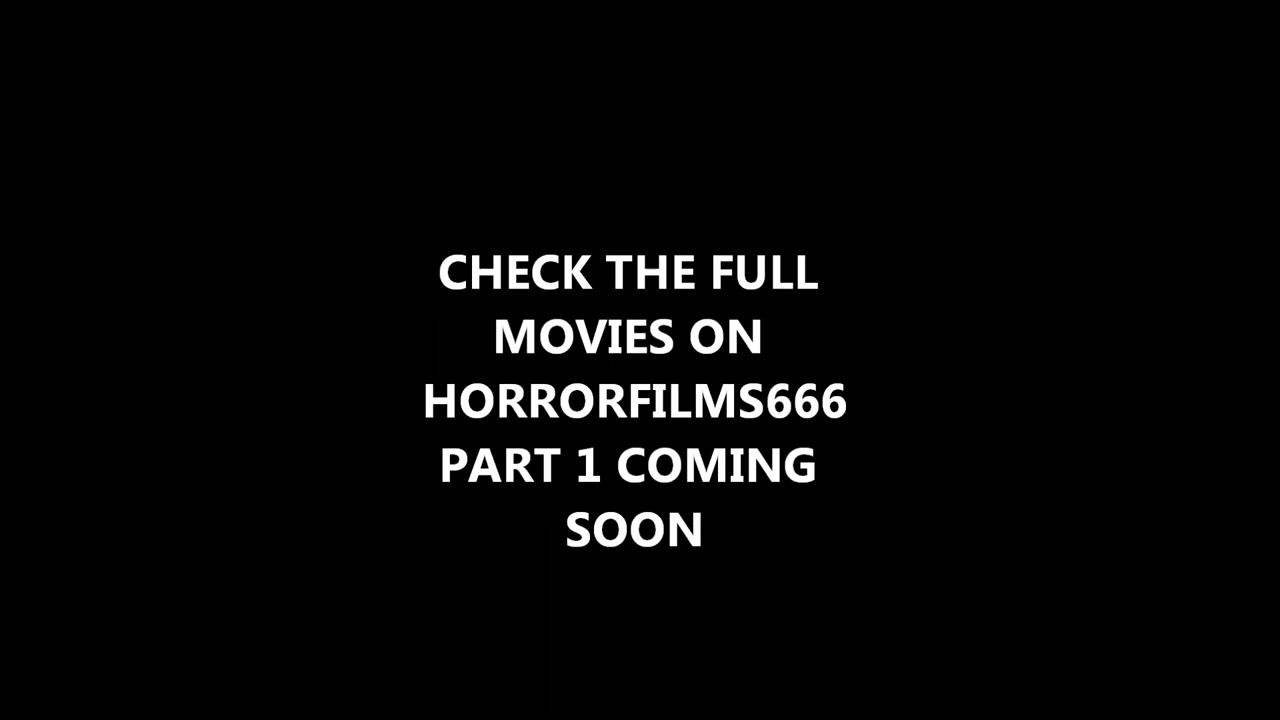 CHECK THE FULL
MOVIES ON
HORRORFILMS666
PART 1 COMING
SOON